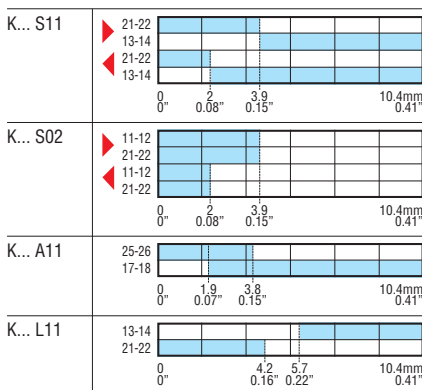 K... S11
21-22
13-14
21-22
13-14
0 2 3.9 10.4mm
0" 0.08" 0.15" 0.41"
K... S02
11-12
21-22
11-12
21-22
0 2 3.9 10.4mm
0" 0.08" 0.15" 0.41"
K... A11
25-26
17-18
0 1.9 3.8 10.4mm
0" 0.07" 0.15" 0.41"
K... L11
13-14
21-22
0 4.2 5.7 10.4mm
0" 0.16" 0.22" 0.41"